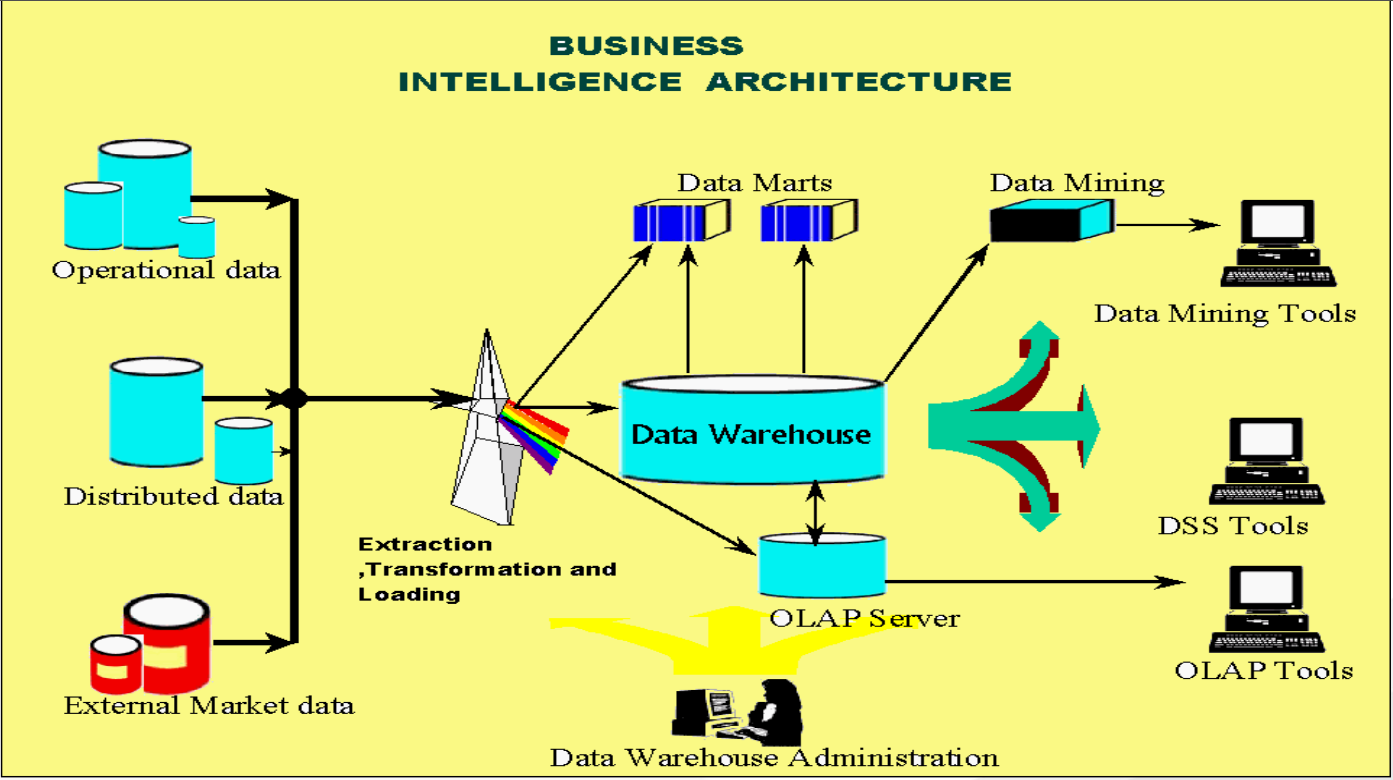 BUSINESS
INTELLIGENCE ARCHITECTURE
Data Marts
Data Mining
Operational data
Data Mining Tools
Data Warehouse
Distributed data
DSS Tools
Extraction
,Transformation and
Loading
OLAP Server
OLAP Tools
External Market data
Data Warehouse Administration